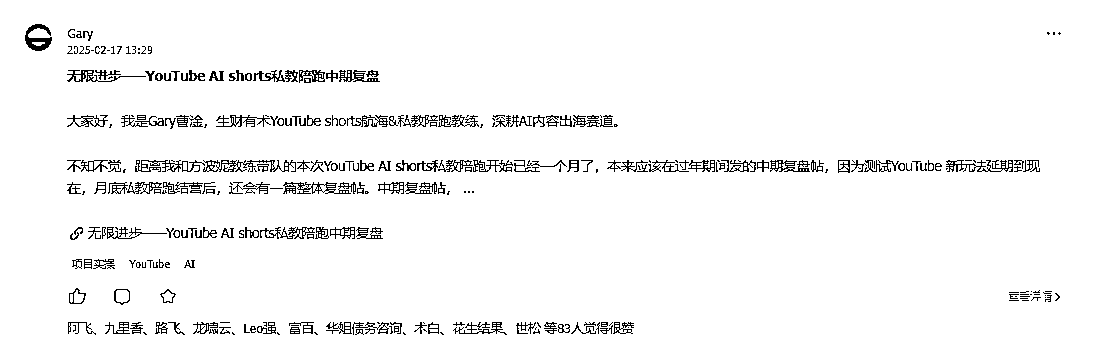 Gary
2025-02-17 13:29
无限进步——YouTube AI shorts私教陪跑中期复盘
大家好，我是Gary曹淦，生财有术YouTube shorts航海&私教陪跑教练，深耕AI内容出海赛道。
不知不觉，距离我和方波妮教练带队的本次YouTube AI shorts私教陪跑开始已经一个月了，本来应该在过年期间发的中期复盘帖，因为测试YouTube 新玩法延期到现
在，月底私教陪跑结营后，还会有一篇整体复盘帖。中期复盘帖， ...
无限进步——YouTube AI shorts私教陪跑中期复盘
项目实操 YouTube AI
查看详情
阿飞、九里香、路飞、龙啸云、Leo强、富百、华姐债务咨询、术白、花生结果、世松 等83人觉得很赞